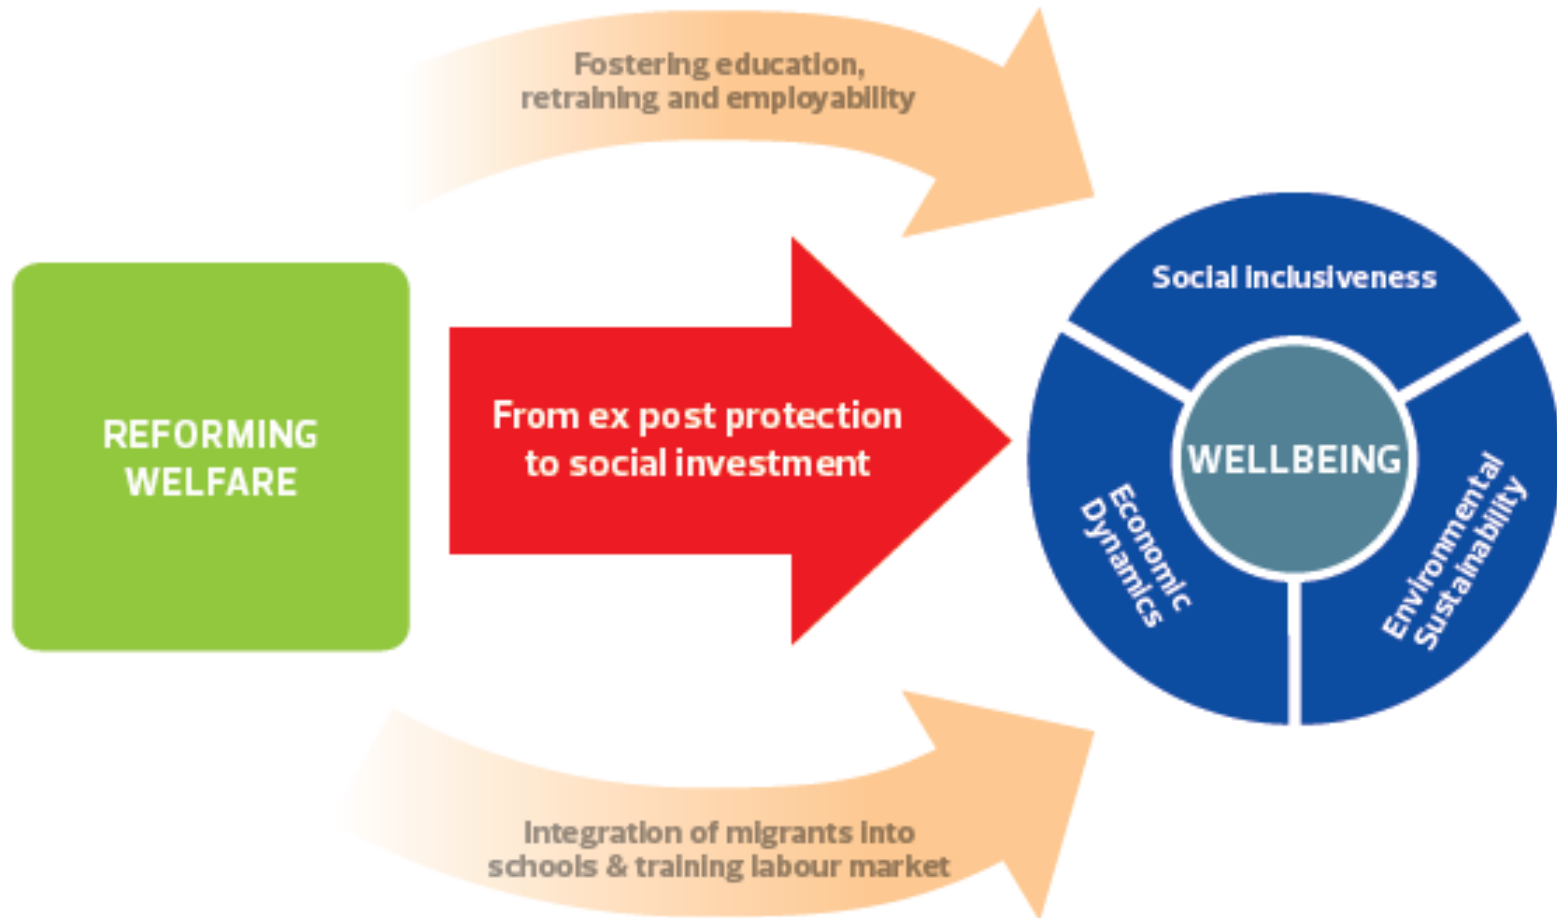 Fostering education,
retraining and employability
REFORMING
WELFARE
From ex post protection
to social investment
Social inclusiveness
WELLBEING
Economic
Dynamics
Environmental
Sustainability
Integration of migrants into
schools & training labour market